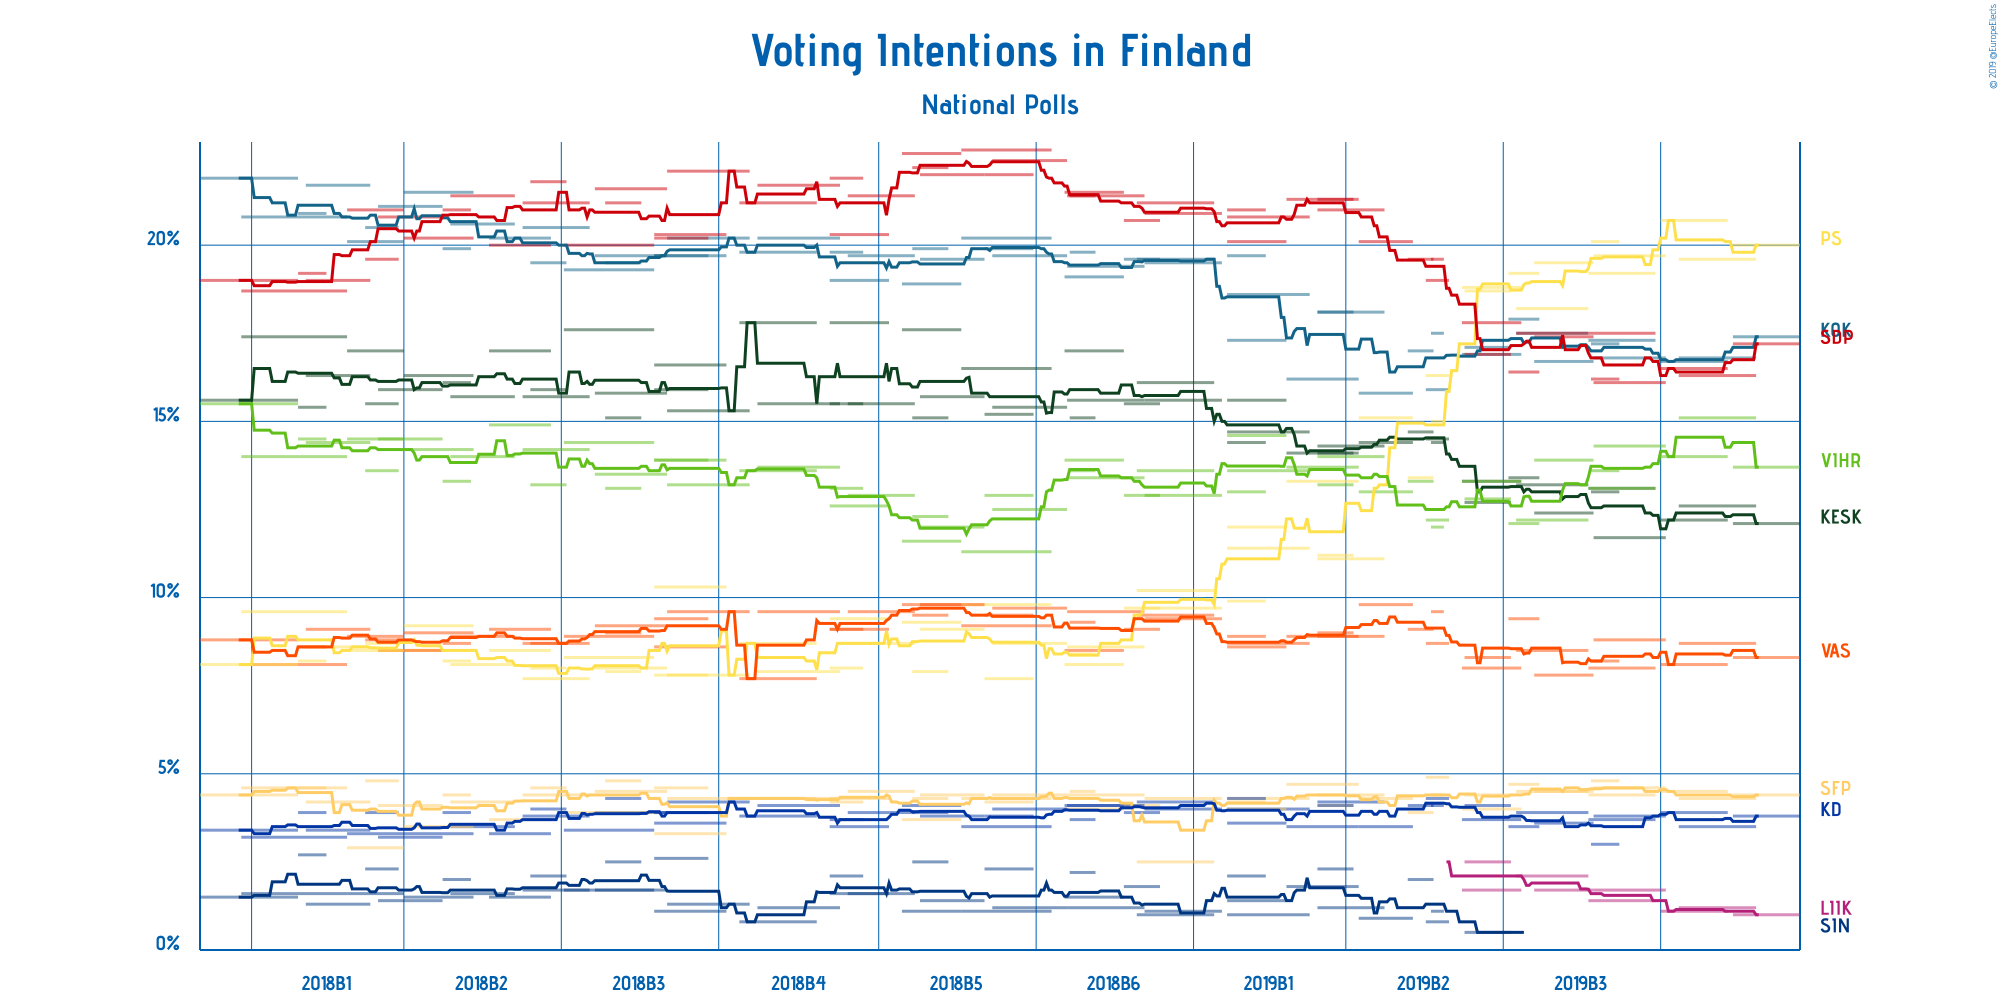 Voting Intentions in Finland
National Polls
© 2019 @EuropeElects
20%
15%
10%
5%
0%
PS
KOK
SDP
VIHR
KESK
VAS
SFP
KD
LIIK
SIN
2018B1
2018B2
2018B3
2018B4
2018B5
2018B6
2019B1
2019B2
2019B3